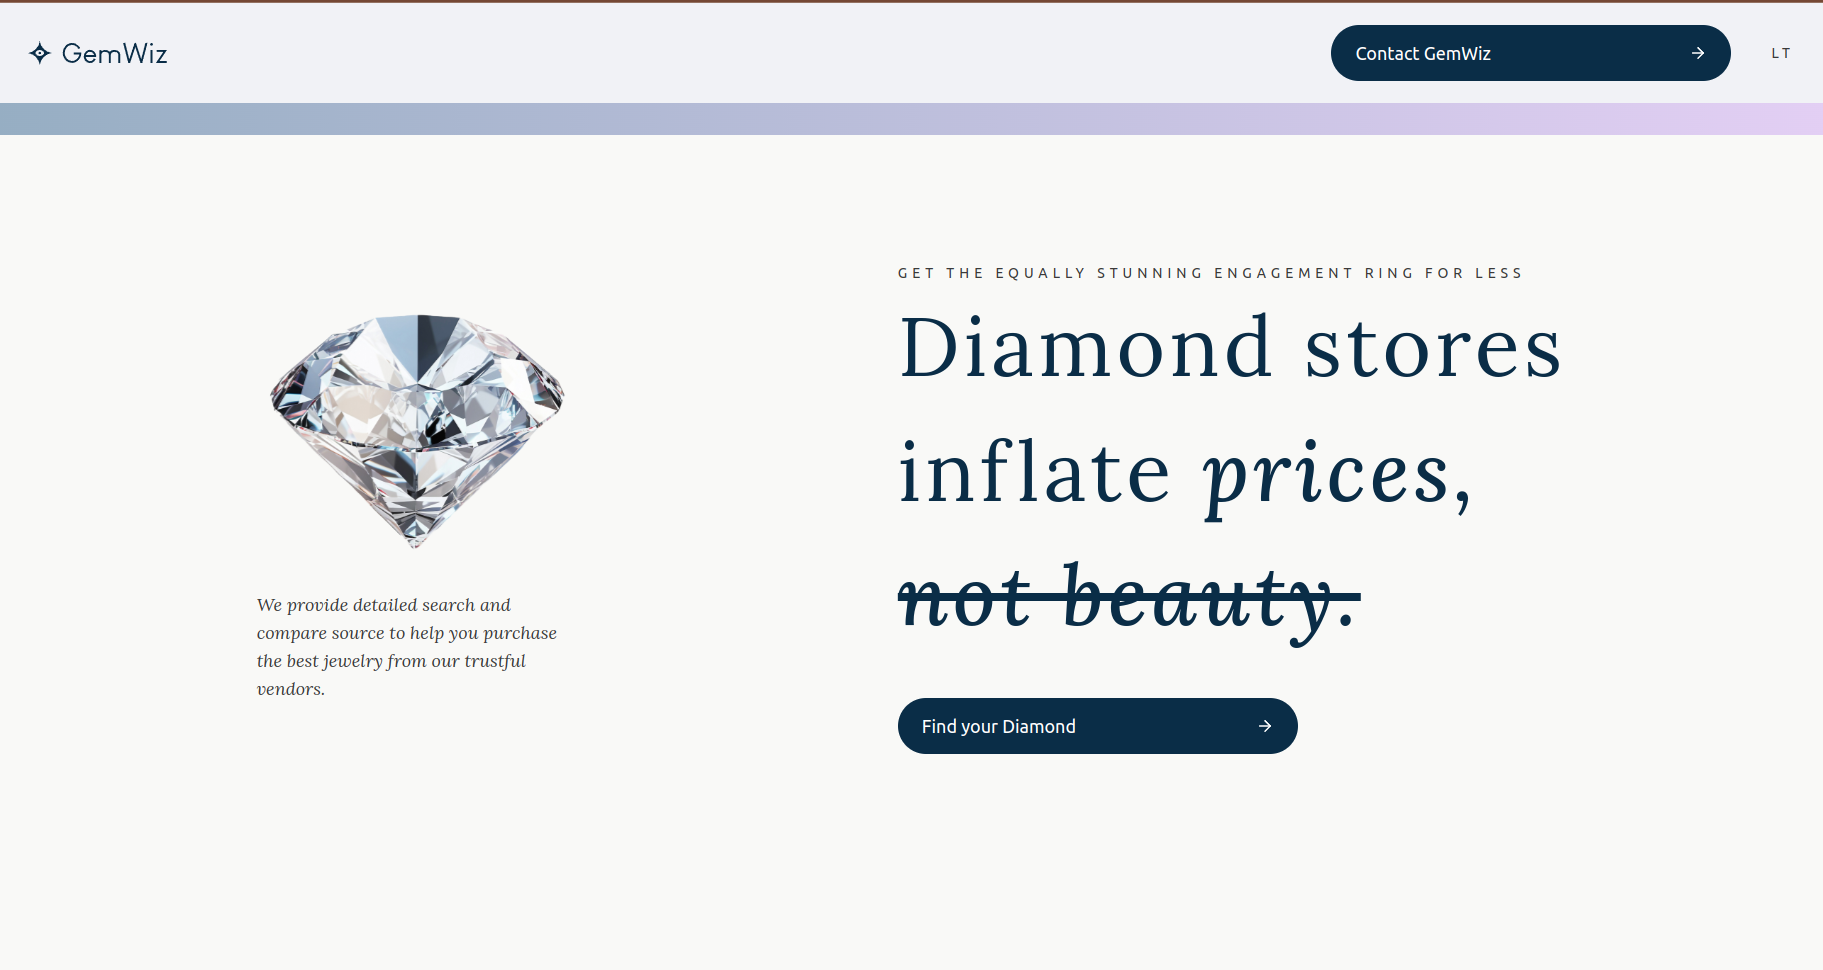 GemWiz
Contact GemWiz
LT
GET THE EQUALLY STUNNING ENGAGEMENT RING FOR LESS
Diamond stores
inflate prices,
not beauty.
Find your Diamond
We provide detailed search and
compare source to help you purchase
the best jewelry from our trustful
vendors.